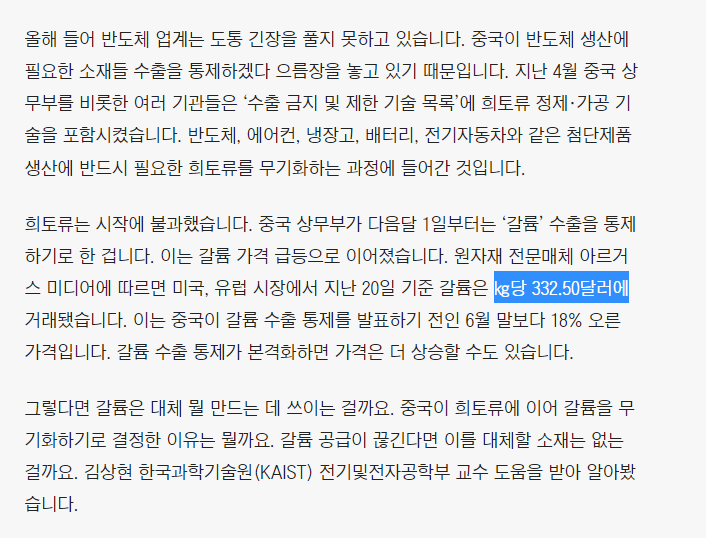 올해 들어 반도체 업계는 도통 긴장을 풀지 못하고 있습니다. 중국이 반도체 생산에
필요한 소재들 수출을 통제하겠다 으름장을 놓고 있기 때문입니다. 지난 4월 중국 상
무부를 비롯한 여러 기관들은 ‘수출 금지 및 제한 기술 목록’에 희토류 정제·가공 기
술을 포함시켰습니다. 반도체, 에어컨, 냉장고, 배터리, 전기자동차와 같은 첨단제품
생산에 반드시 필요한 희토류를 무기화하는 과정에 들어간 것입니다.
희토류는 시작에 불과했습니다. 중국 상무부가 다음달 1일부터는 ‘갈륨’ 수출을 통제
하기로 한 겁니다. 이는 갈륨 가격 급등으로 이어졌습니다. 원자재 전문매체 아르거
스 미디어에 따르면 미국, 유럽 시장에서 지난 20일 기준 갈륨은 ㎏당 332.50달러에
거래됐습니다. 이는 중국이 갈륨 수출 통제를 발표하기 전인 6월 말보다 18% 오른
가격입니다. 갈륨 수출 통제가 본격화하면 가격은 더 상승할 수도 있습니다.
그렇다면 갈륨은 대체 뭘 만드는 데 쓰이는 걸까요. 중국이 희토류에 이어 갈륨을 무
기화하기로 결정한 이유는 뭘까요. 갈륨 공급이 끊긴다면 이를 대체할 소재는 없는
걸까요. 김상현 한국과학기술원(KAIST) 전기및전자공학부 교수 도움을 받아 알아봤
습니다.